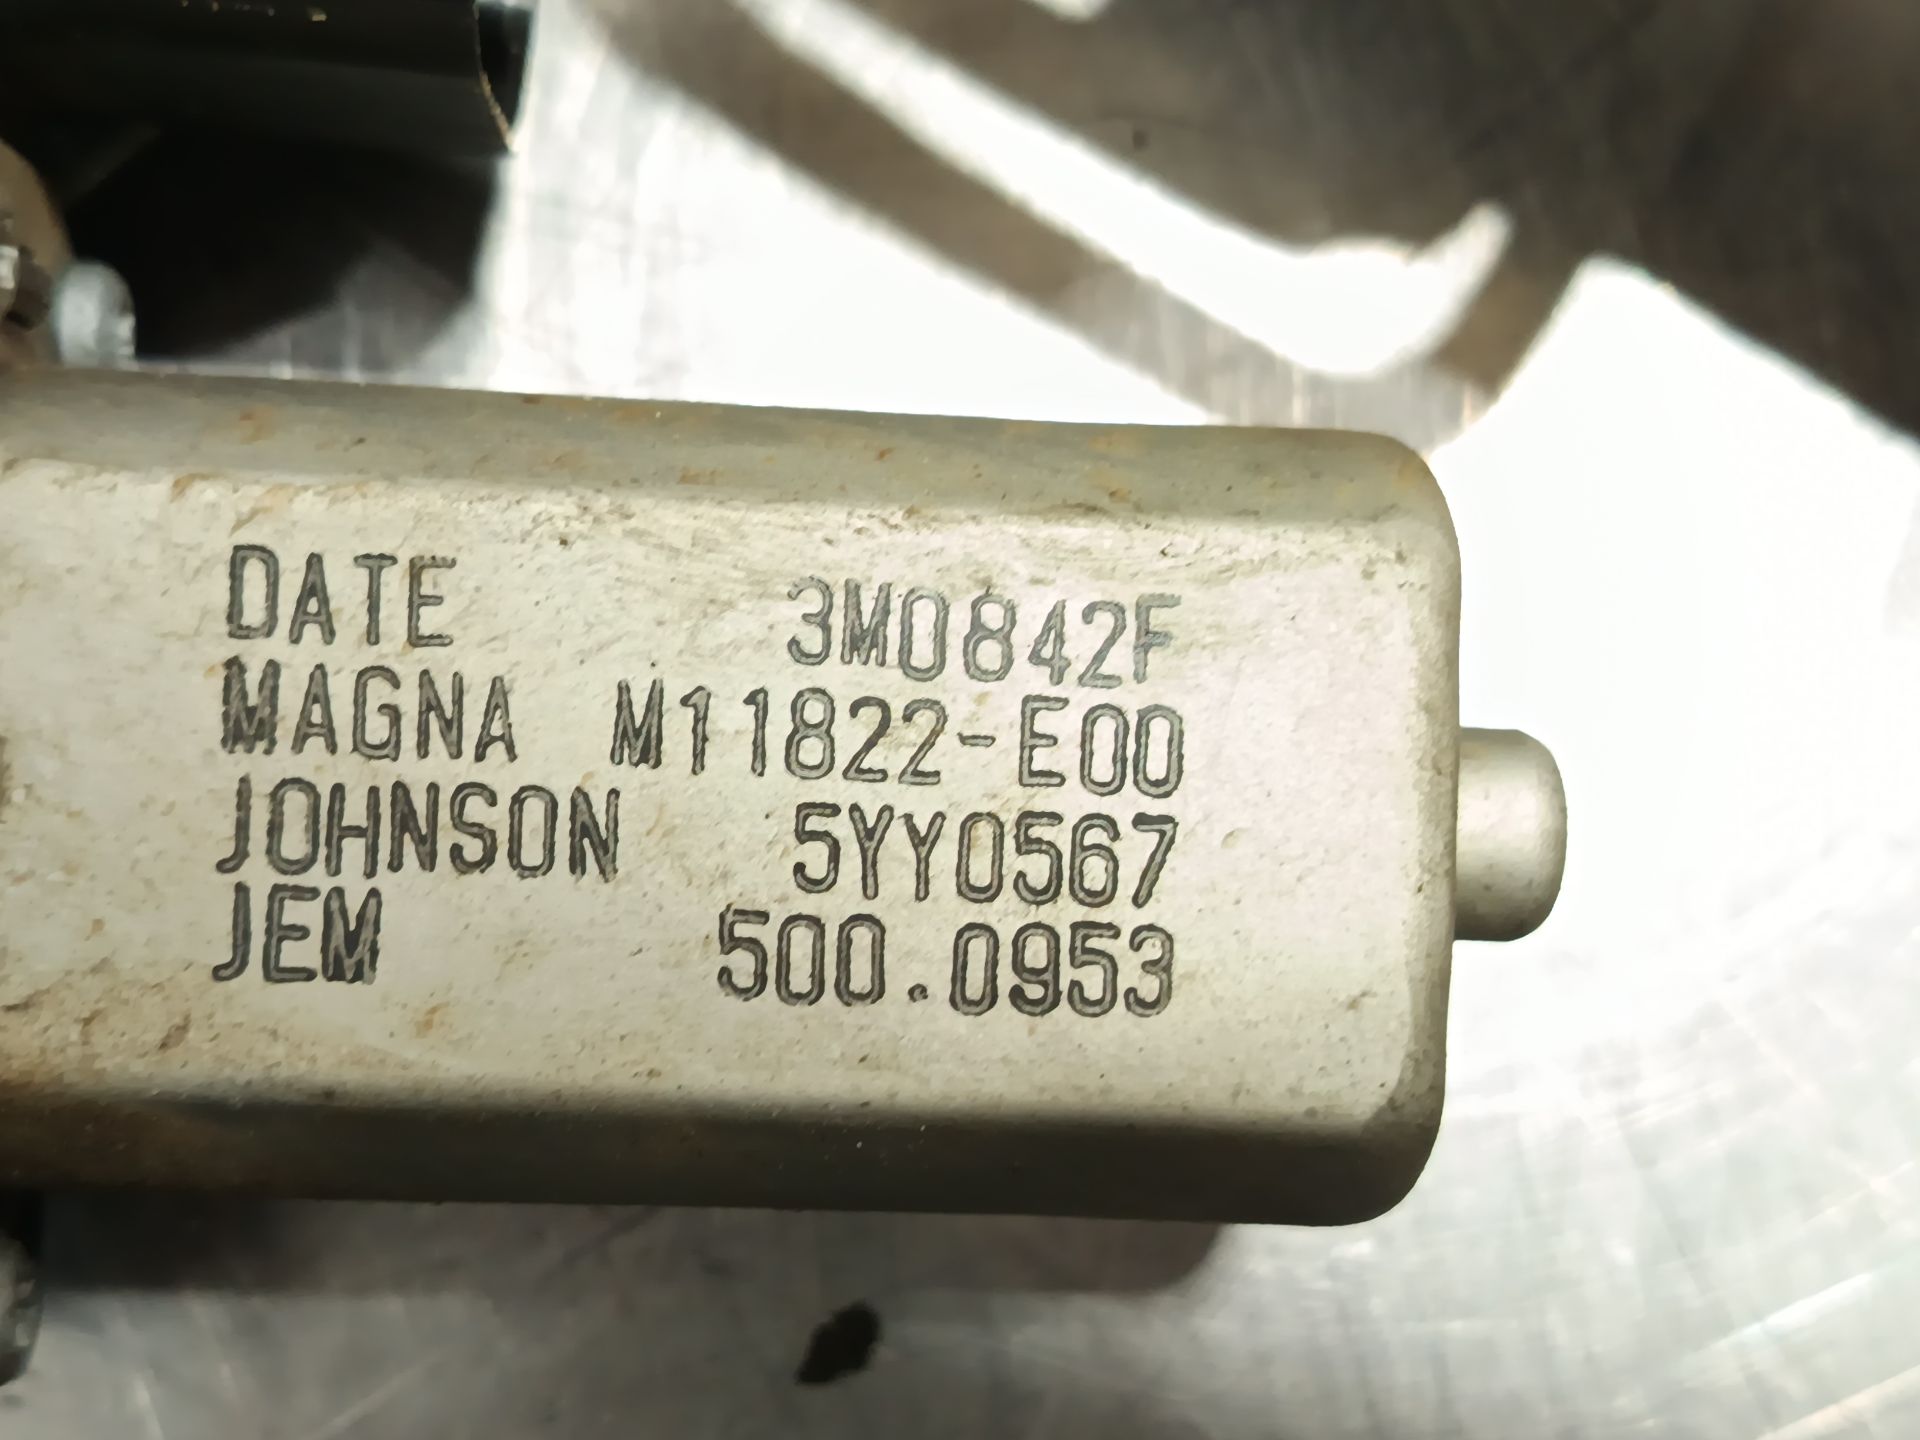 DATE 3M0842F
MAGNA M11822-E00
JOHNSON 5YY0567
JEM 500.0953